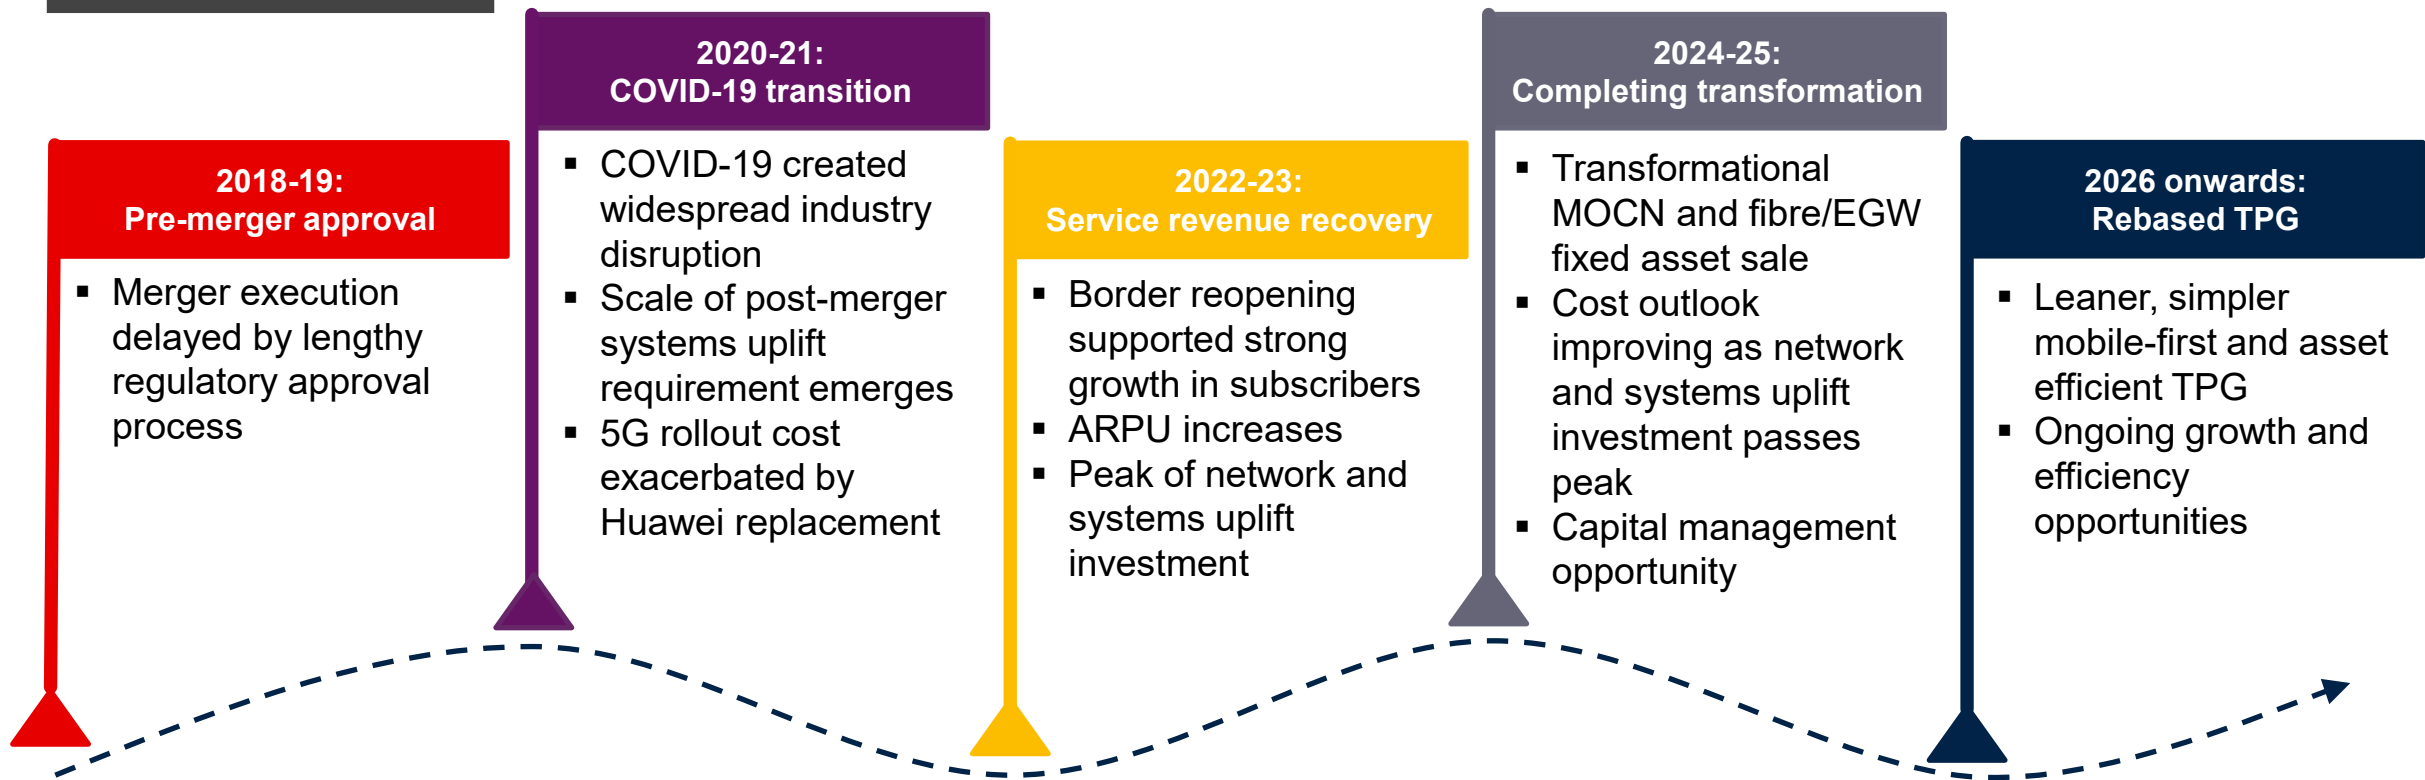 2018-19:
Pre-merger approval
▪ Merger execution
delayed by lengthy
regulatory approval
process
2020-21:
COVID-19 transition
▪ COVID-19 created
widespread industry
disruption
▪ Scale of post-merger
systems uplift
requirement emerges
▪ 5G rollout cost
exacerbated by
Huawei replacement
2022-23:
Service revenue recovery
▪ Border reopening
supported strong
growth in subscribers
▪ ARPU increases
▪ Peak of network and
systems uplift
investment
2024-25:
Completing transformation
▪ Transformational
MOCN and fibre/EGW
fixed asset sale
▪ Cost outlook
improving as network
and systems uplift
investment passes
peak
▪ Capital management
opportunity
2026 onwards:
Rebased TPG
▪ Leaner, simpler
mobile-first and asset
efficient TPG
▪ Ongoing growth and
efficiency
opportunities